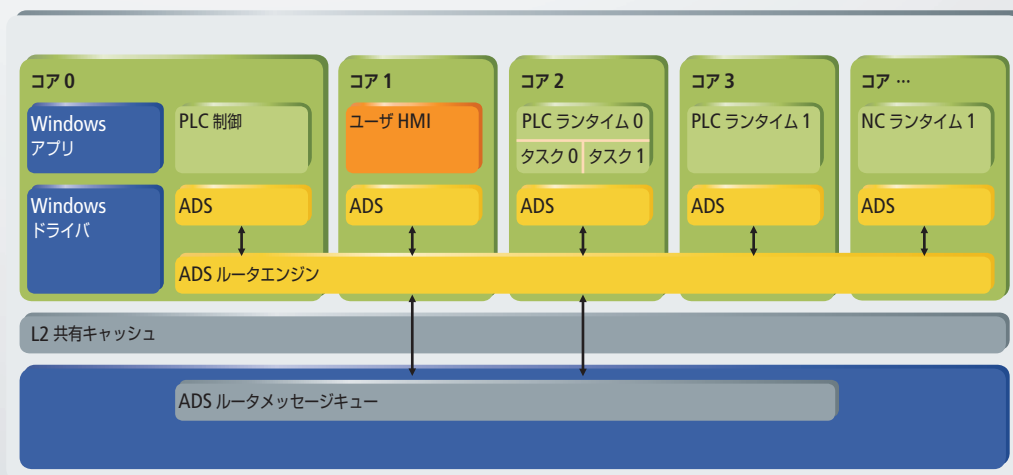 コア 0
Windows
アプリ
PLC 制御
Windows
ドライバ
ADS
コア 1
ユーザ HMI
ADS
コア 2
PLC ランタイム 0
タスク 0
タスク 1
ADS
コア 3
PLC ランタイム 1
ADS
コア …
NC ランタイム 1
ADS
ADS ルータエンジン
L2 共有キャッシュ
ADS ルータメッセージキュー